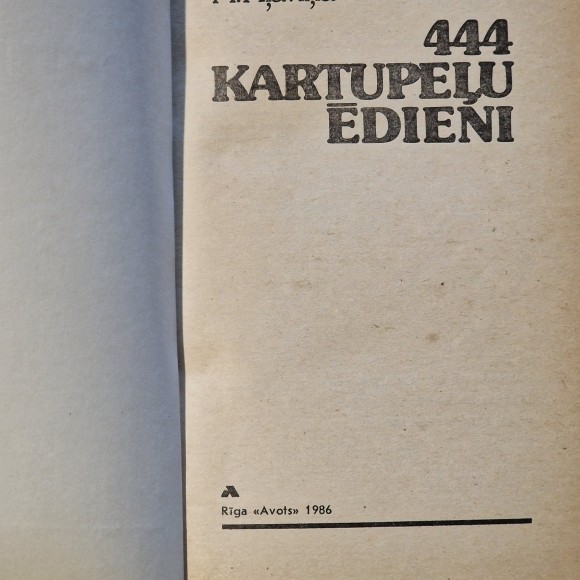 444
KARTUPEĻU
ĒDIENI
Rīga «Avots» 1986